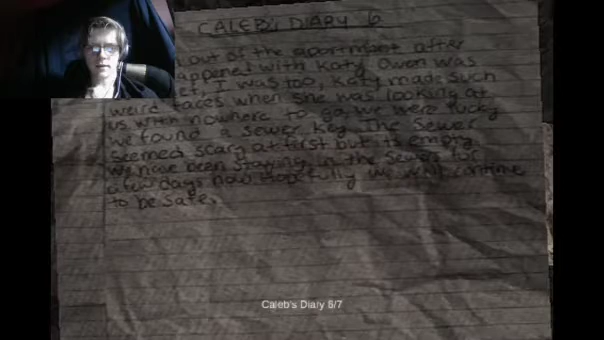 CALEB'S DIARY 6
out of the apartment after
appened with Katy. Owen was
et, I was too, Katy made such
weird faces when she was looking at
us with nowhere to go, we were lucky
we found a sewer key. The sewer
seemed scary at first but its empty
We have been staying in the sewers for
a few days now hopefully we will continue
to be safe.
Caleb's Diary 6/7